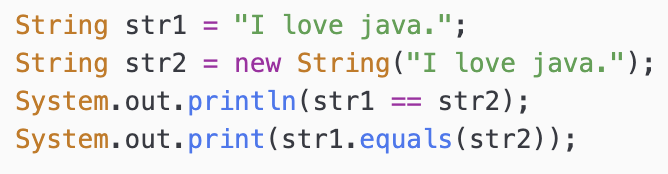 String str1 = "I love java.";
String str2 = new String("I love java.");
System.out.println(str1 == str2);
System.out.print(str1.equals(str2));